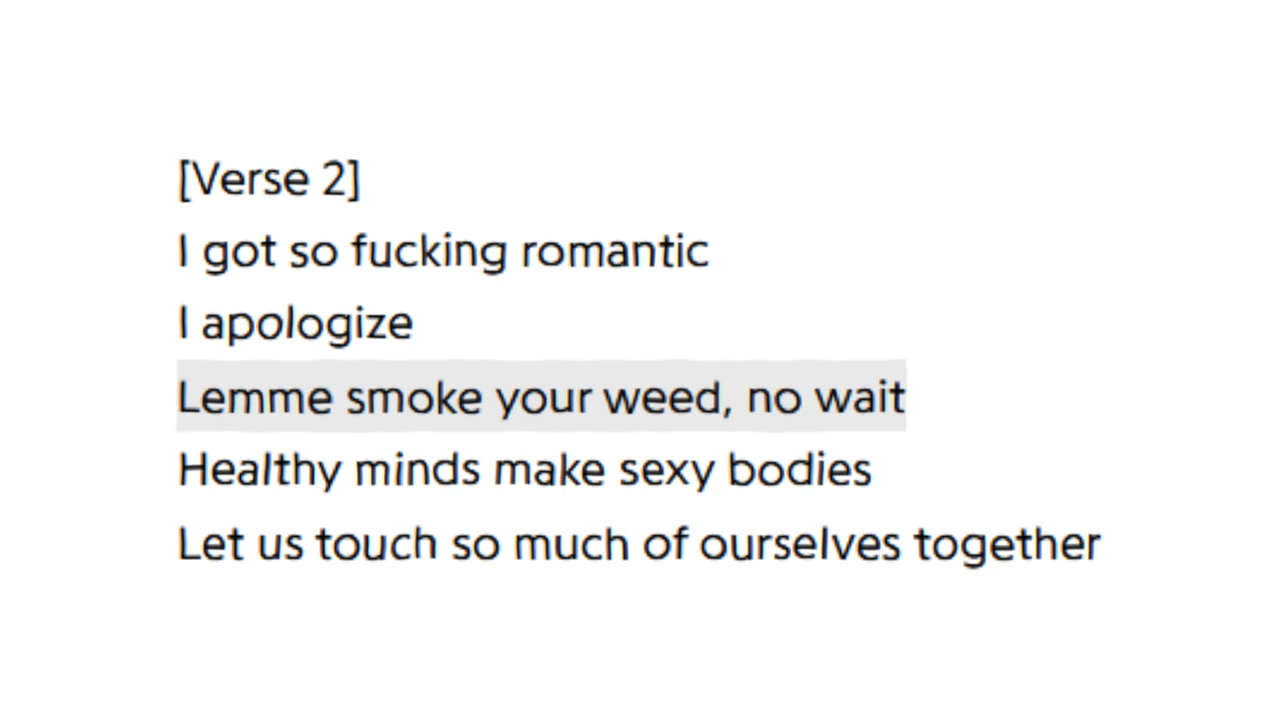 [Verse 2]
I got so fucking romantic
I apologize
Lemme smoke your weed, no wait
Healthy minds make sexy bodies
Let us touch so much of ourselves together